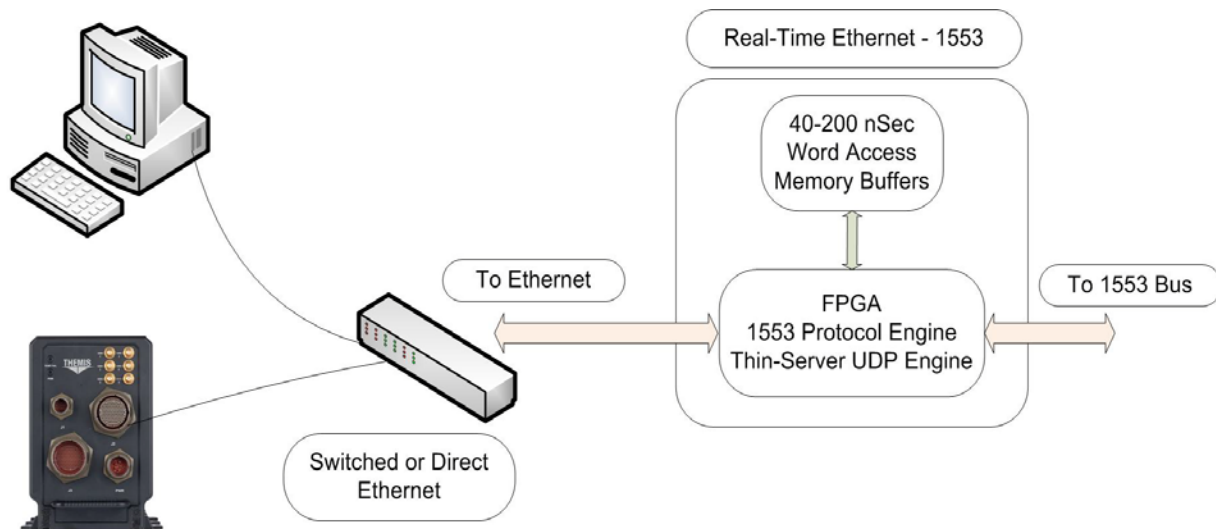 Real-Time Ethernet - 1553
40-200 nSec
Word Access
Memory Buffers
To Ethernet
To 1553 Bus
FPGA
1553 Protocol Engine
Thin-Server UDP Engine
THEMIS
Switched or Direct
Ethernet